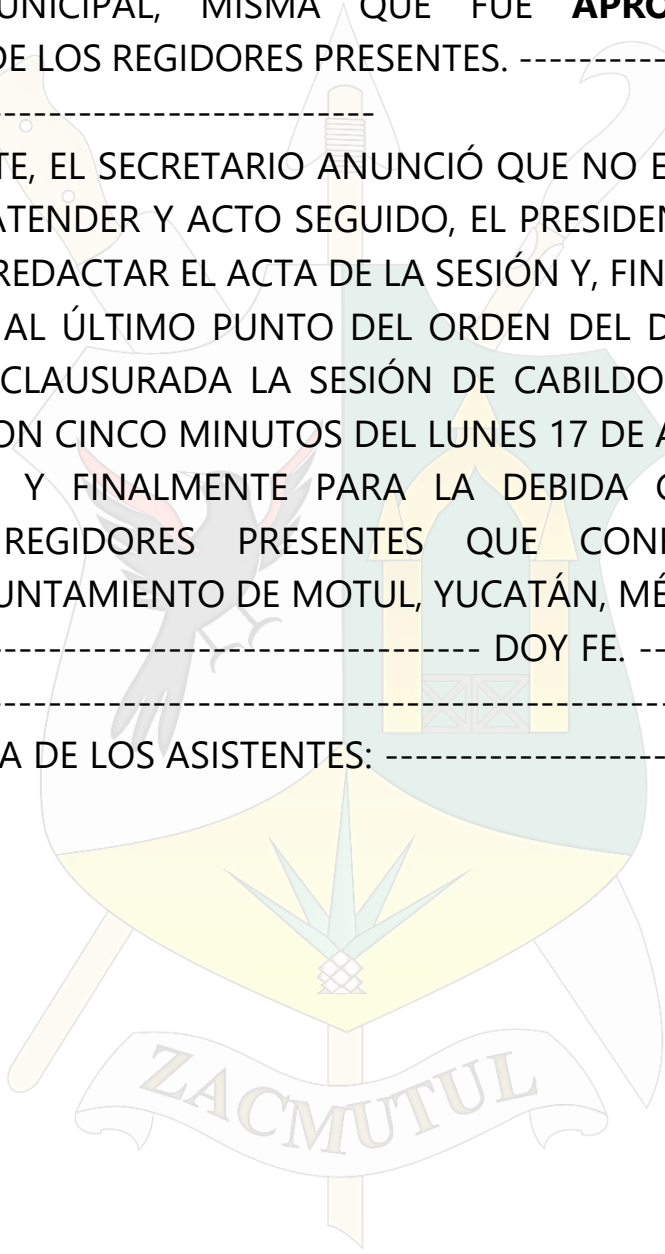 UNICIPAL, MISMA QUE FUE APRO
DE LOS REGIDORES PRESENTES. -----------
--------------------------
TE, EL SECRETARIO ANUNCIÓ QUE NO E
ATENDER Y ACTO SEGUIDO, EL PRESIDEN
REDACTAR EL ACTA DE LA SESIÓN Y, FIN
AL ÚLTIMO PUNTO DEL ORDEN DEL D
CLAUSURADA LA SESIÓN DE CABILDO
ON CINCO MINUTOS DEL LUNES 17 DE A
Y FINALMENTE PARA LA DEBIDA C
REGIDORES PRESENTES QUE CON
UNTAMIENTO DE MOTUL, YUCATÁN, MÉ
--------------------------------- DOY FE. --
----------------------------------------------
A DE LOS ASISTENTES: --------------------
ZACMUTUL